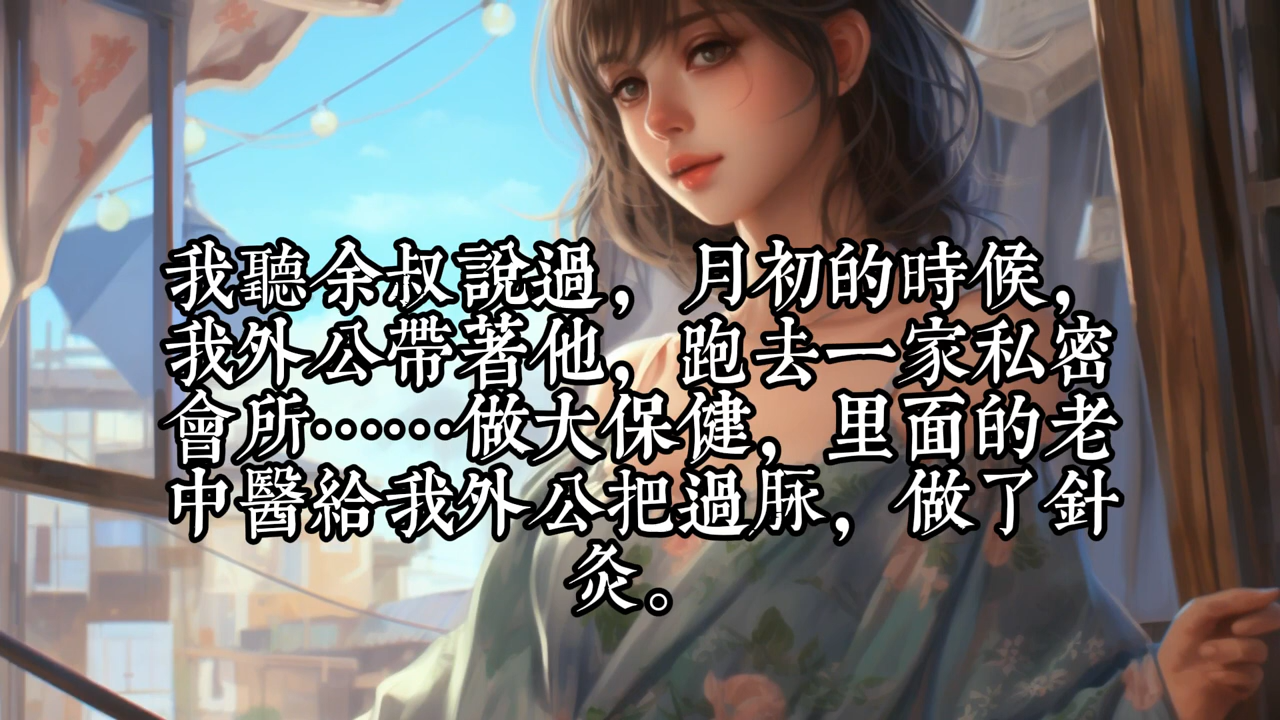 我聽余叔說過，月初的時候，
我外公帶著他，跑去一家私密
會所……做大保健，里面的老
中醫給我外公把過脈，做了針
灸。